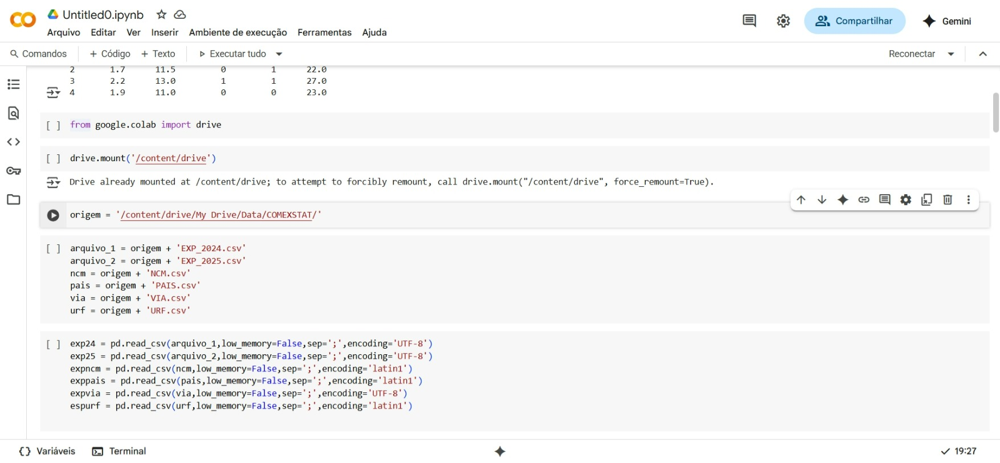 Untitled0.ipynb
Arquivo Editar Ver Inserir Ambiente de execução Ferramentas Ajuda
Compartilhar
Gemini
Comandos + Código + Texto Executar tudo
Reconectar
2 1.7 11.5 0 1 22.0
3 2.2 13.0 1 1 27.0
4 1.9 11.0 0 0 23.0
[ ] from google.colab import drive
[ ] drive.mount('/content/drive')
Drive already mounted at /content/drive; to attempt to forcibly remount, call drive.mount("/content/drive", force_remount=True).
origem = '/content/drive/My Drive/Data/COMEXSTAT/'
[ ] arquivo_1 = origem + 'EXP_2024.csv'
arquivo_2 = origem + 'EXP_2025.csv'
ncm = origem + 'NCM.csv'
pais = origem + 'PAIS.csv'
via = origem + 'VIA.csv'
urf = origem + 'URF.csv'
[ ] exp24 = pd.read_csv(arquivo_1,low_memory=False,sep=';',encoding='UTF-8')
exp25 = pd.read_csv(arquivo_2,low_memory=False,sep=';',encoding='UTF-8')
expncm = pd.read_csv(ncm,low_memory=False,sep=';',encoding='latin1')
exppais = pd.read_csv(pais,low_memory=False,sep=';',encoding='latin1')
expvia = pd.read_csv(via,low_memory=False,sep=';',encoding='UTF-8')
espurf = pd.read_csv(urf,low_memory=False,sep=';',encoding='latin1')
Variáveis Terminal
19:27